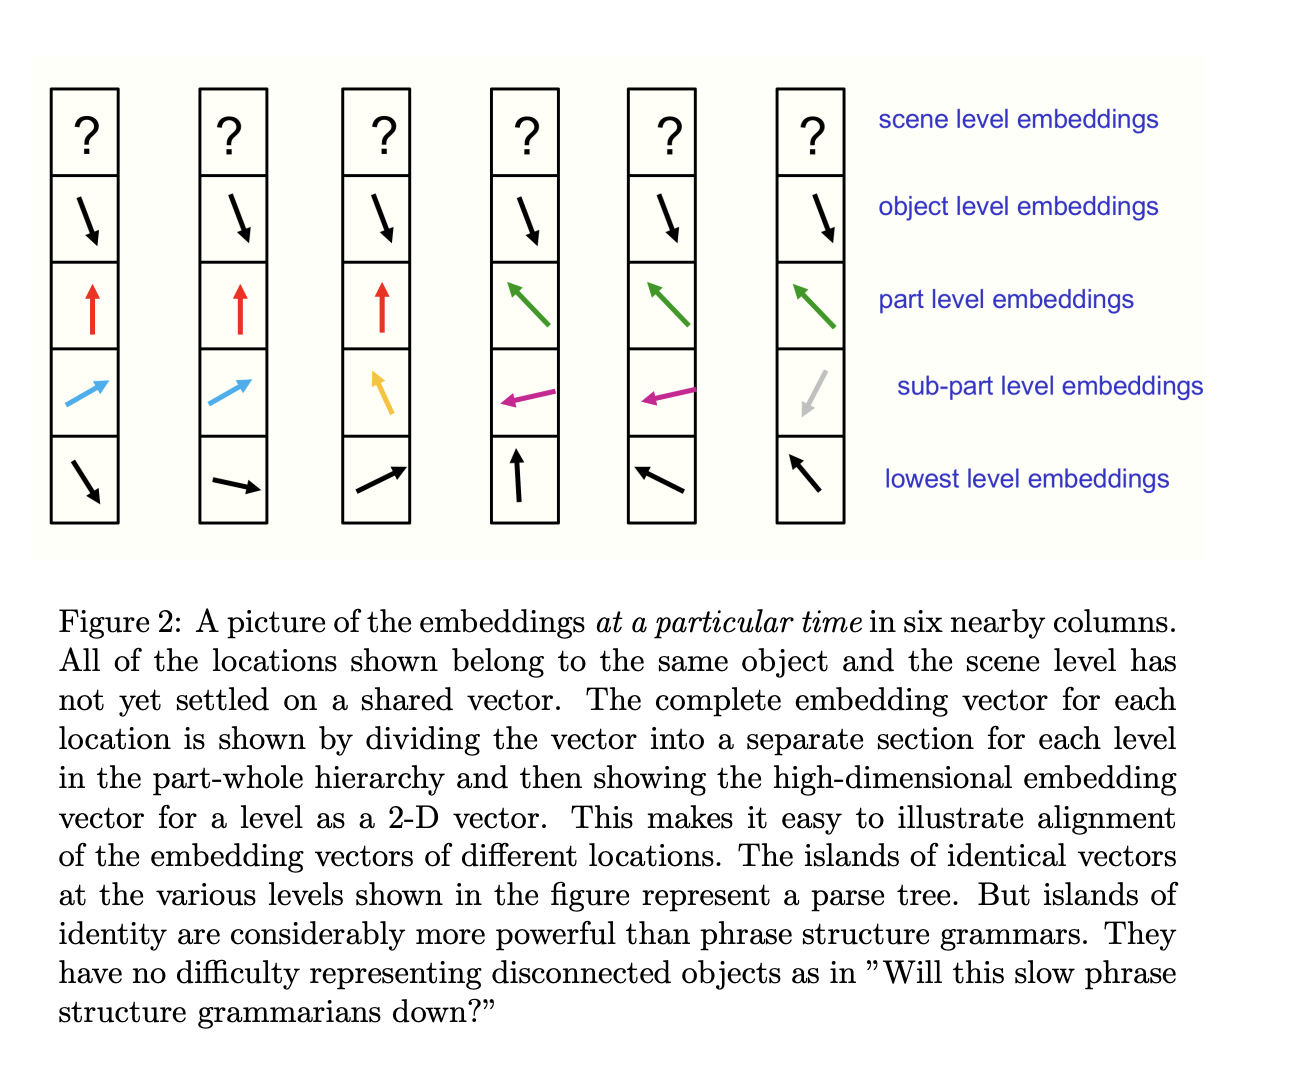 ? ? ? ? ? ? scene level embeddings
object level embeddings
part level embeddings
sub-part level embeddings
lowest level embeddings
Figure 2: A picture of the embeddings at a particular time in six nearby columns.
All of the locations shown belong to the same object and the scene level has
not yet settled on a shared vector. The complete embedding vector for each
location is shown by dividing the vector into a separate section for each level
in the part-whole hierarchy and then showing the high-dimensional embedding
vector for a level as a 2-D vector. This makes it easy to illustrate alignment
of the embedding vectors of different locations. The islands of identical vectors
at the various levels shown in the figure represent a parse tree. But islands of
identity are considerably more powerful than phrase structure grammars. They
have no difficulty representing disconnected objects as in ”Will this slow phrase
structure grammarians down?”